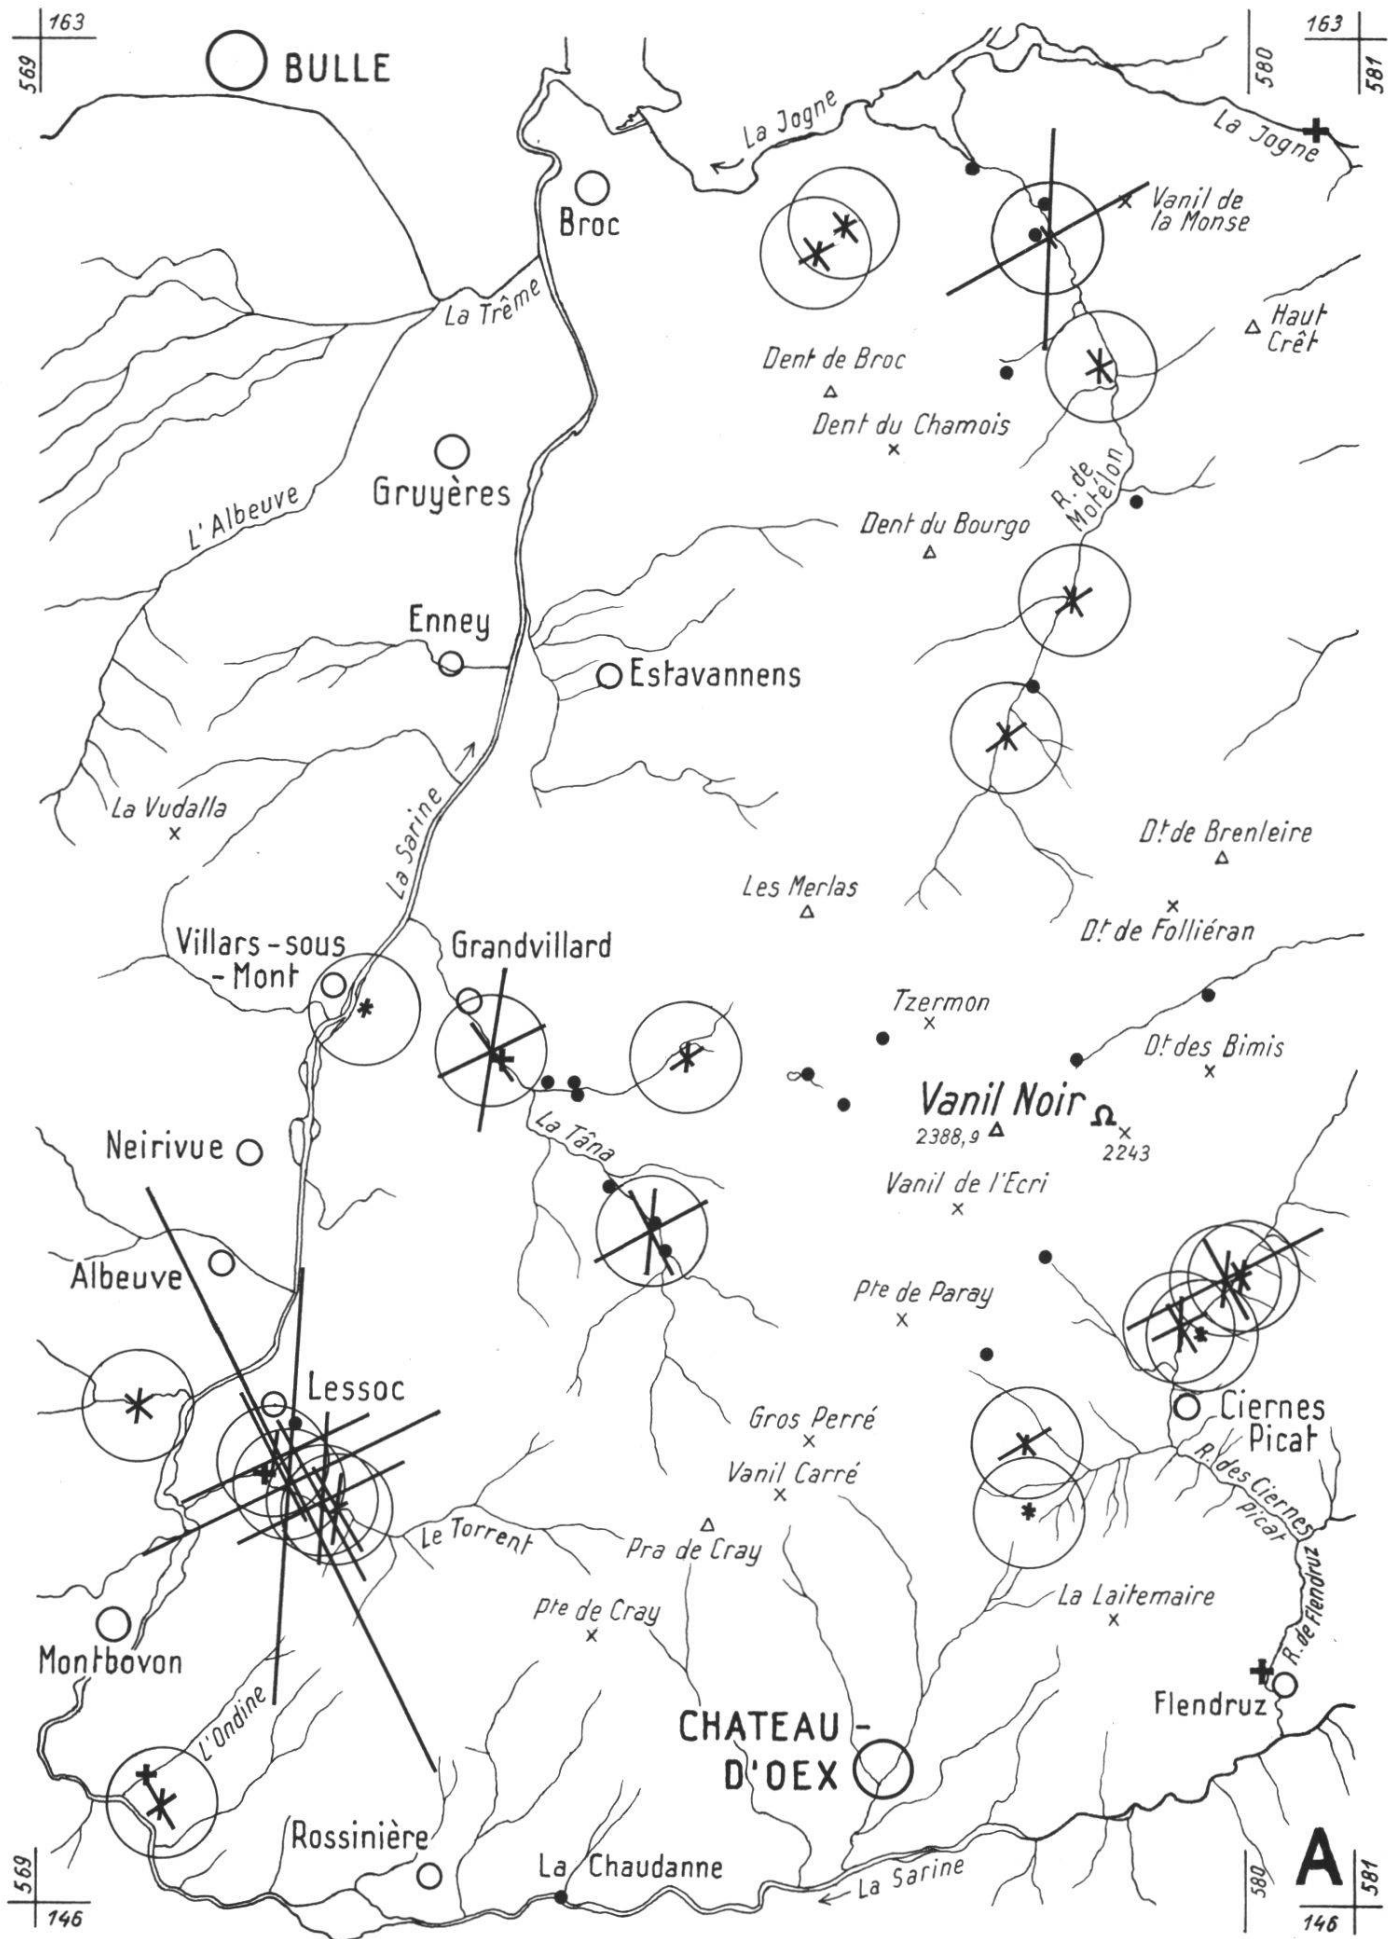 163
569
BULLE
163
580
581
La Jogne
La Jogne
Broc
Vanil de
la Monse
La Trême
Haut
Crêt
Dent de Broc
Dent du Chamois
Gruyères
R. de
Motélon
L'Albeuve
Dent du Bourgo
Enney
Estavannens
La Vudalla
La Sarine
Dt de Brenleire
Les Merlas
Dt de Folliéran
Villars-sous
-Mont
Grandvillard
Tzermon
Dt des Bimis
Vanil Noir
Ω
2388,9
2243
La Tâna
Neirivue
Vanil de l'Ecri
Albeuve
Pte de Paray
Lessoc
Ciernes
Picat
Gros Perré
Vanil Carré
R. des Ciernes
Picat
Le Torrent
Pra de Cray
R. de Flendruz
La Laitemaire
Pte de Cray
Montbovon
L'Ondine
Flendruz
CHATEAU-
D'OEX
Rossinière
La Chaudanne
La Sarine
A
569
146
580
581
146